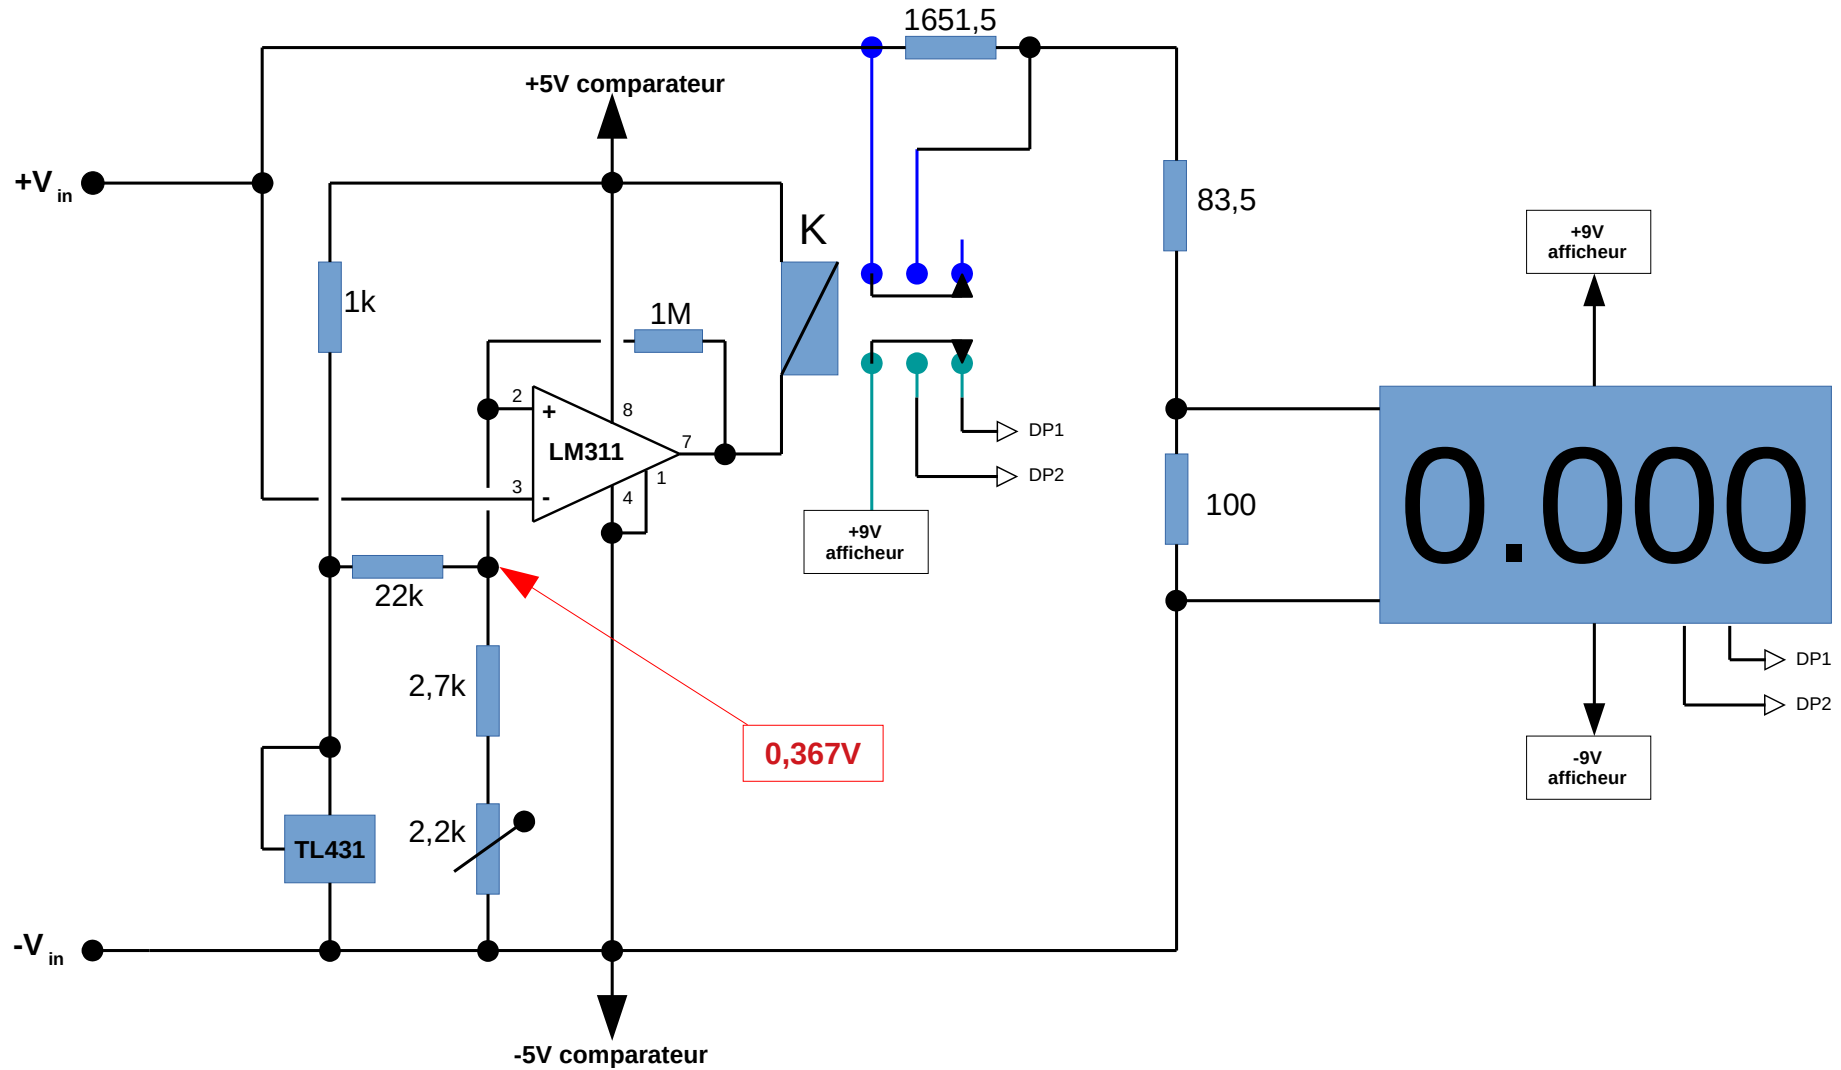 1651,5
+5V comparateur
+V in
K
83,5
+9V
afficheur
1k
1M
2
+
8
LM311
7
DP1
1
3
-
4
DP2
0.000
100
+9V
afficheur
22k
2,7k
DP1
DP2
0,367V
-9V
afficheur
2,2k
TL431
-V in
-5V comparateur